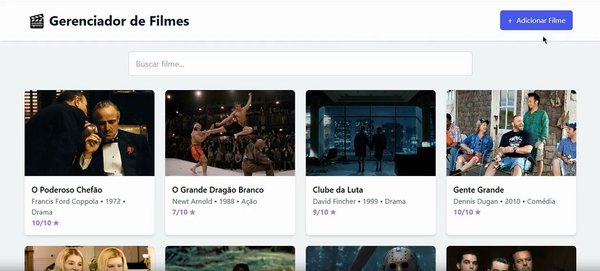 Gerenciador de Filmes
+ Adicionar Filme
Buscar filme...
O Poderoso Chefão
Francis Ford Coppola • 1972 •
Drama
10/10 ★
O Grande Dragão Branco
Newt Arnold • 1988 • Ação
7/10 ★
Clube da Luta
David Fincher • 1999 • Drama
9/10 ★
Gente Grande
Dennis Dugan • 2010 • Comédia
10/10 ★